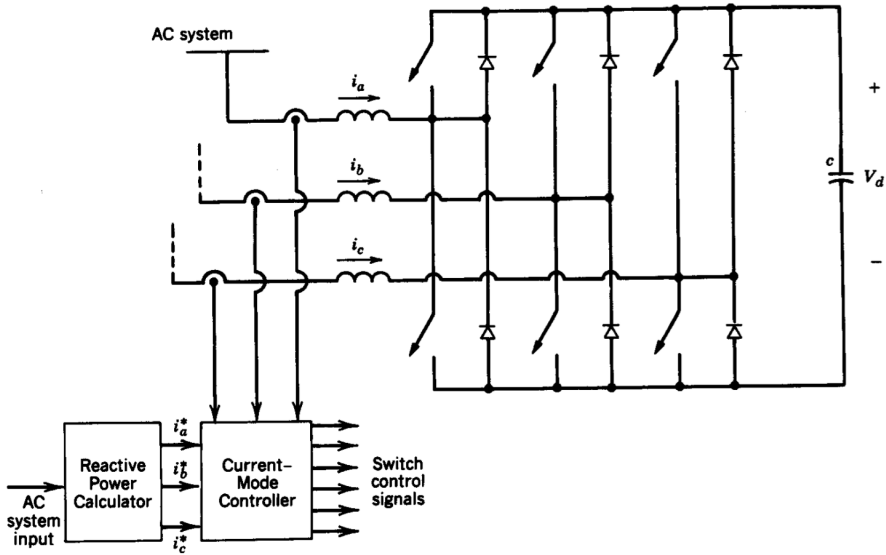 AC system
i_a
i_b
i_c
+
c
V_d
−
i_a*
i_b*
i_c*
Reactive
Power
Calculator
Current–
Mode
Controller
Switch
control
signals
AC
system
input